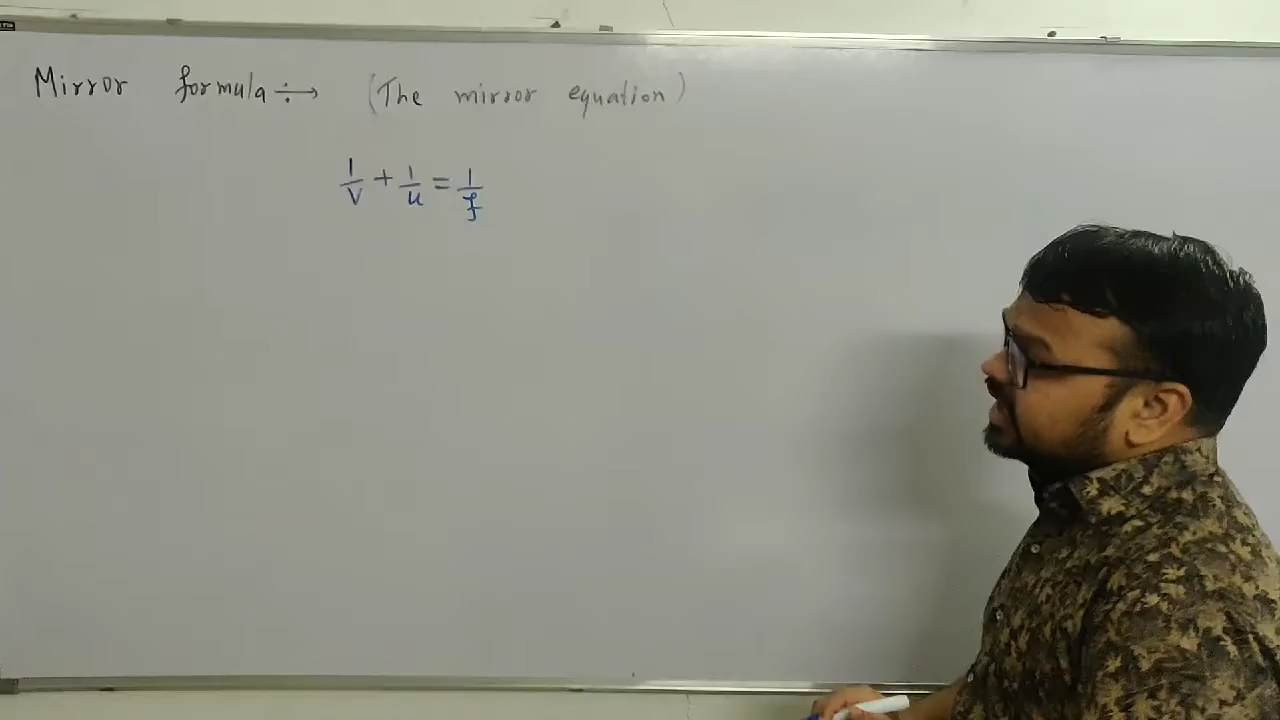 Mirror formula ÷→ (The mirror equation)
1/v + 1/u = 1/f